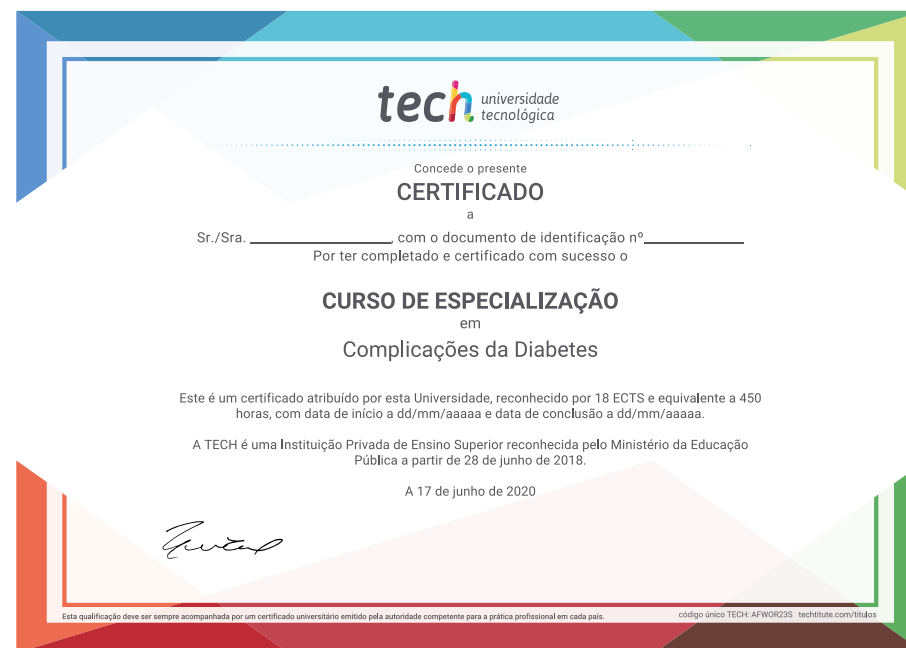 tech universidade
tecnológica
Concede o presente
CERTIFICADO
a
Sr./Sra. ___________________, com o documento de identificação nº_____________
Por ter completado e certificado com sucesso o
CURSO DE ESPECIALIZAÇÃO
em
Complicações da Diabetes
Este é um certificado atribuído por esta Universidade, reconhecido por 18 ECTS e equivalente a 450
horas, com data de início a dd/mm/aaaaa e data de conclusão a dd/mm/aaaaa.
A TECH é uma Instituição Privada de Ensino Superior reconhecida pelo Ministério da Educação
Pública a partir de 28 de junho de 2018.
A 17 de junho de 2020
Esta qualificação deve ser sempre acompanhada por um certificado universitário emitido pela autoridade competente para a prática profissional em cada país.
código único TECH: AFWOR23S techtitute.com/titulos